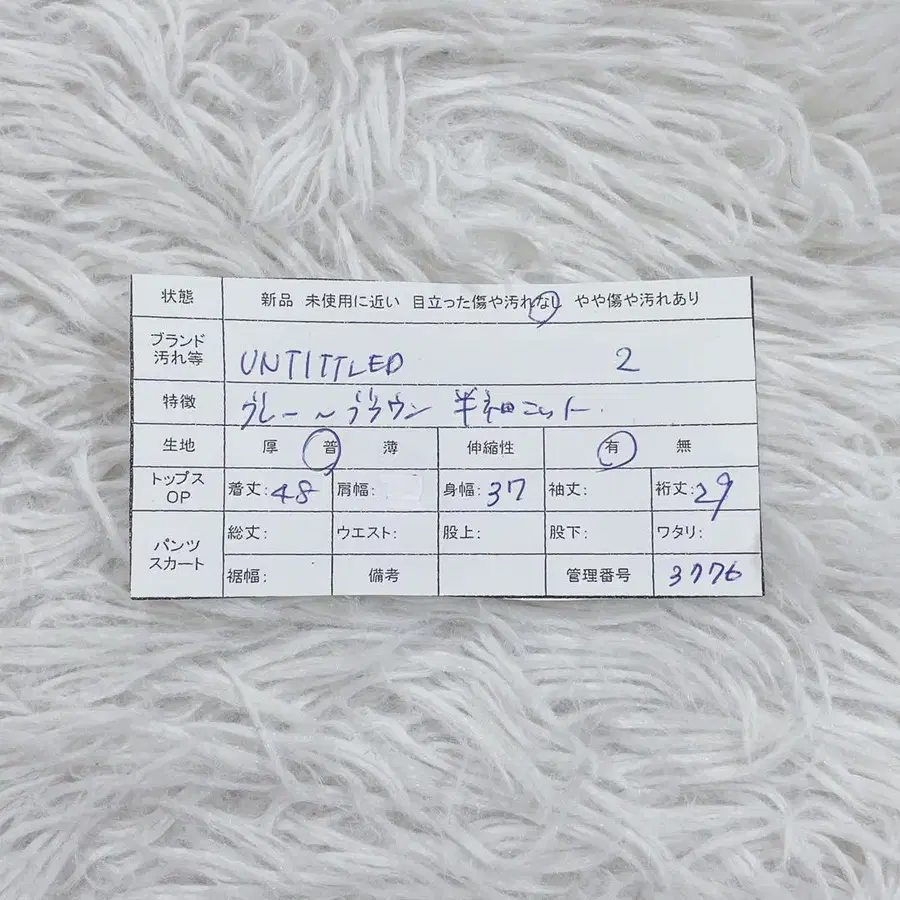 状態 新品 未使用に近い 目立った傷や汚れなし やや傷や汚れあり
ブランド
汚れ等 UNTITTLED 2
特徴 グレー～ブラウン 半袖ニット
生地 厚 普 薄 伸縮性 有 無
トップス
OP 着丈:48 肩幅: 身幅:37 袖丈: 裄丈:29
パンツ
スカート 総丈: ウエスト: 股上: 股下: ワタリ:
裾幅: 備考 管理番号 3776